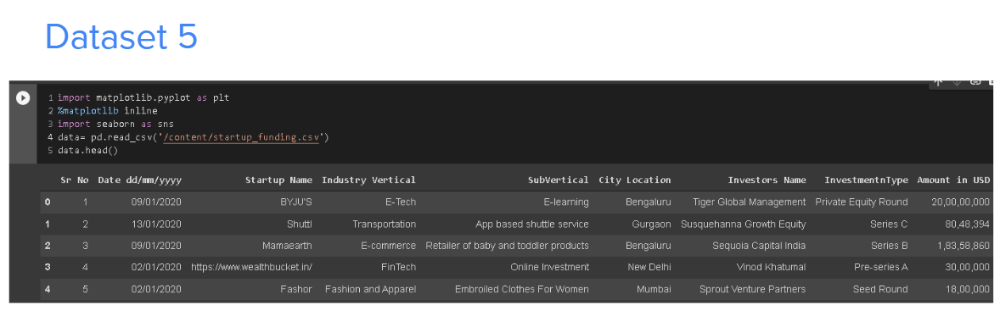 Dataset 5
1 import matplotlib.pyplot as plt
2 %matplotlib inline
3 import seaborn as sns
4 data= pd.read_csv('/content/startup_funding.csv')
5 data.head()
Sr No Date dd/mm/yyyy Startup Name Industry Vertical SubVertical City Location Investors Name InvestmentnType Amount in USD
0 1 09/01/2020 BYJU'S E-Tech E-learning Bengaluru Tiger Global Management Private Equity Round 20,00,00,000
1 2 13/01/2020 Shuttl Transportation App based shuttle service Gurgaon Susquehanna Growth Equity Series C 80,48,394
2 3 09/01/2020 Mamaearth E-commerce Retailer of baby and toddler products Bengaluru Sequoia Capital India Series B 1,83,58,860
3 4 02/01/2020 https://www.wealthbucket.in/ FinTech Online Investment New Delhi Vinod Khatumal Pre-series A 30,00,000
4 5 02/01/2020 Fashor Fashion and Apparel Embroiled Clothes For Women Mumbai Sprout Venture Partners Seed Round 18,00,000